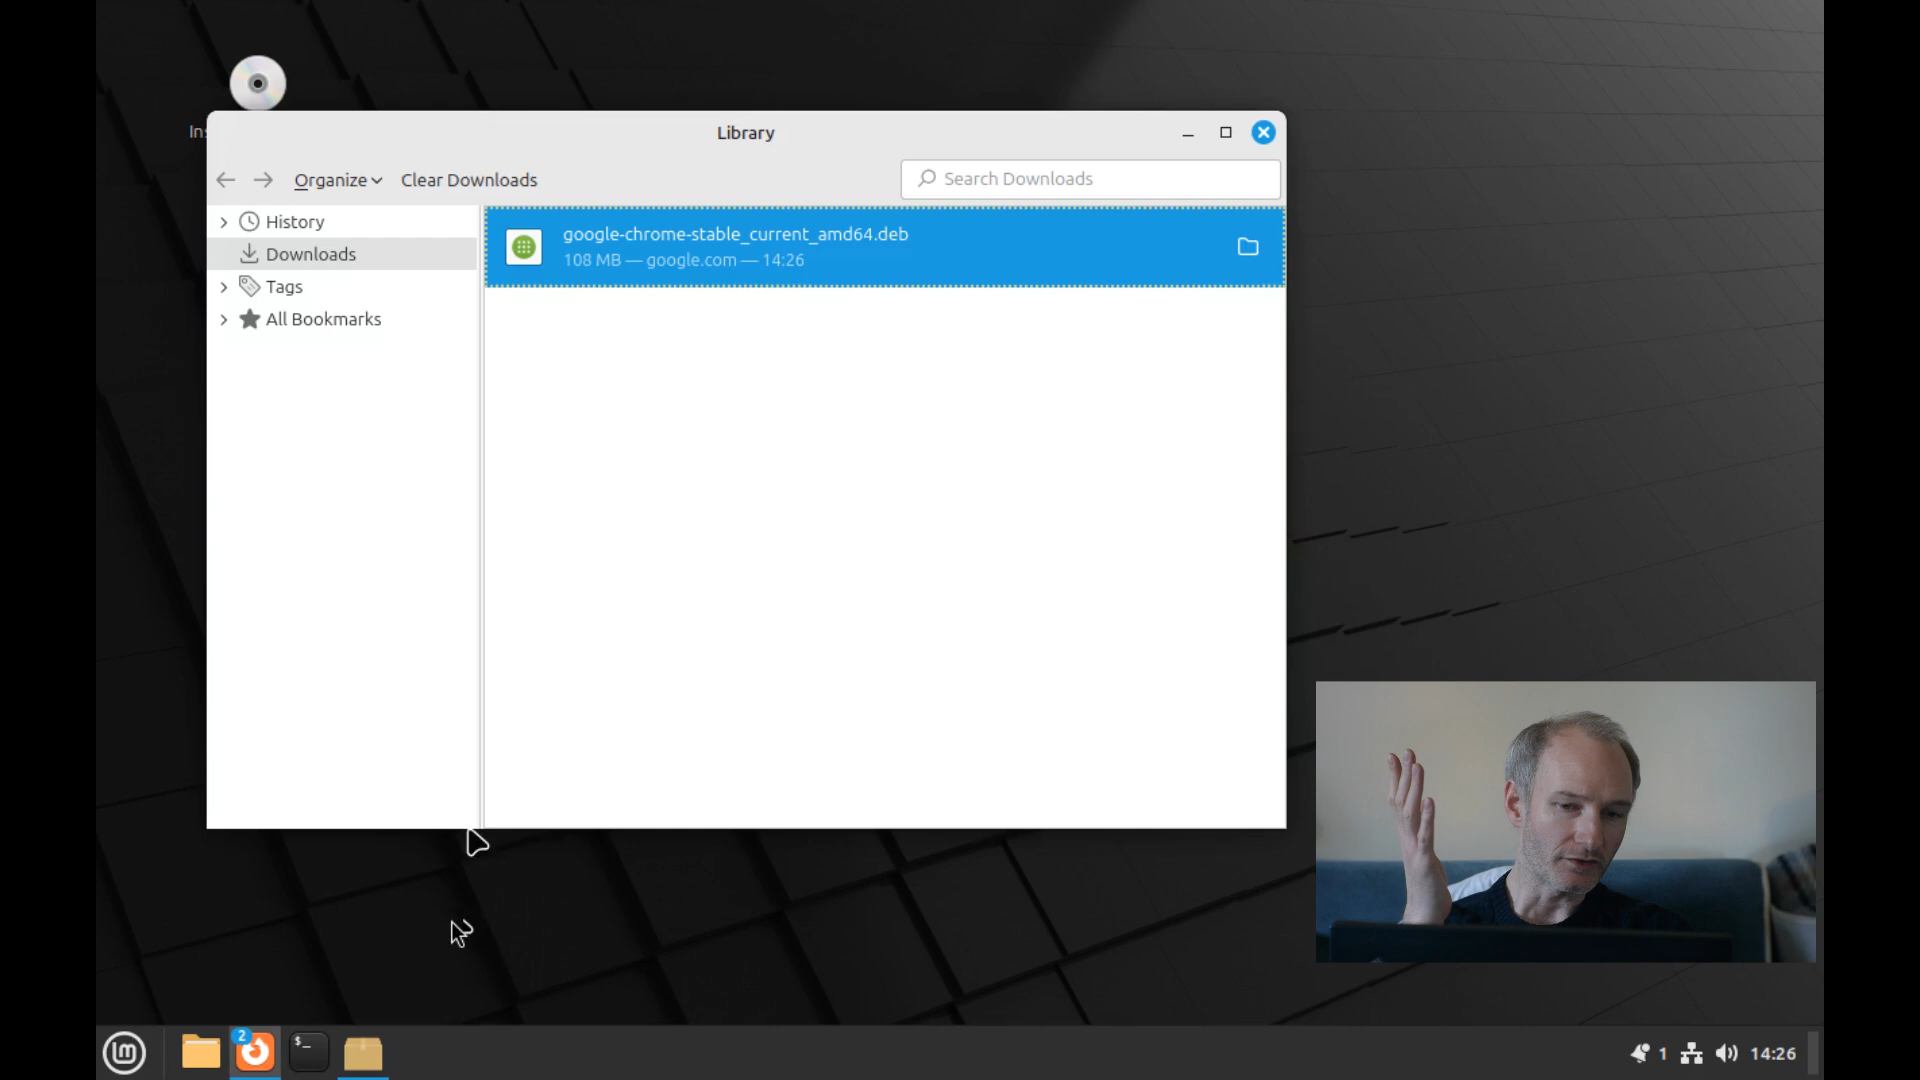 Ins
Library
Organize
Clear Downloads
Search Downloads
History
Downloads
Tags
All Bookmarks
google-chrome-stable_current_amd64.deb
108 MB — google.com — 14:26
2
$_
1
14:26